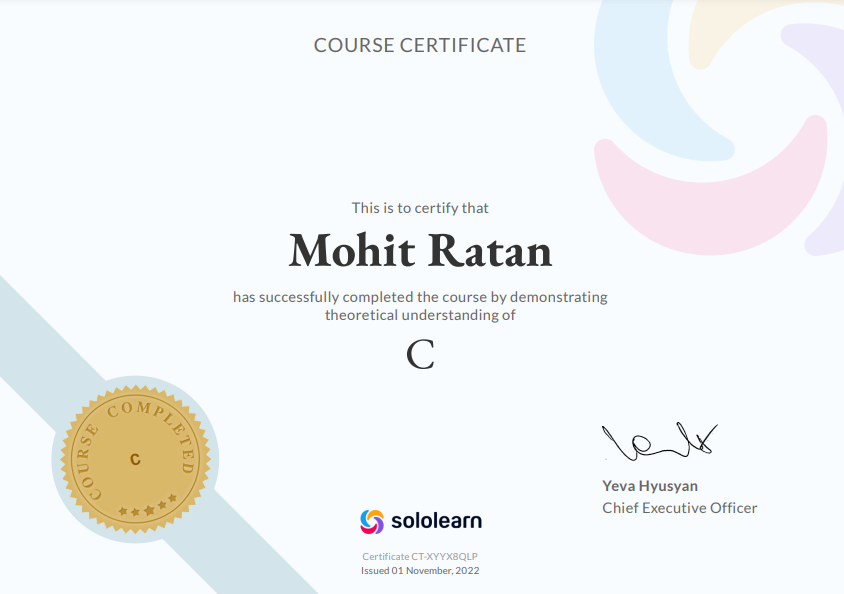 COURSE CERTIFICATE
This is to certify that
Mohit Ratan
has successfully completed the course by demonstrating
theoretical understanding of
C
COURSE COMPLETED
C
Yeva Hyusyan
Chief Executive Officer
sololearn
Certificate CT-XYYX8QLP
Issued 01 November, 2022